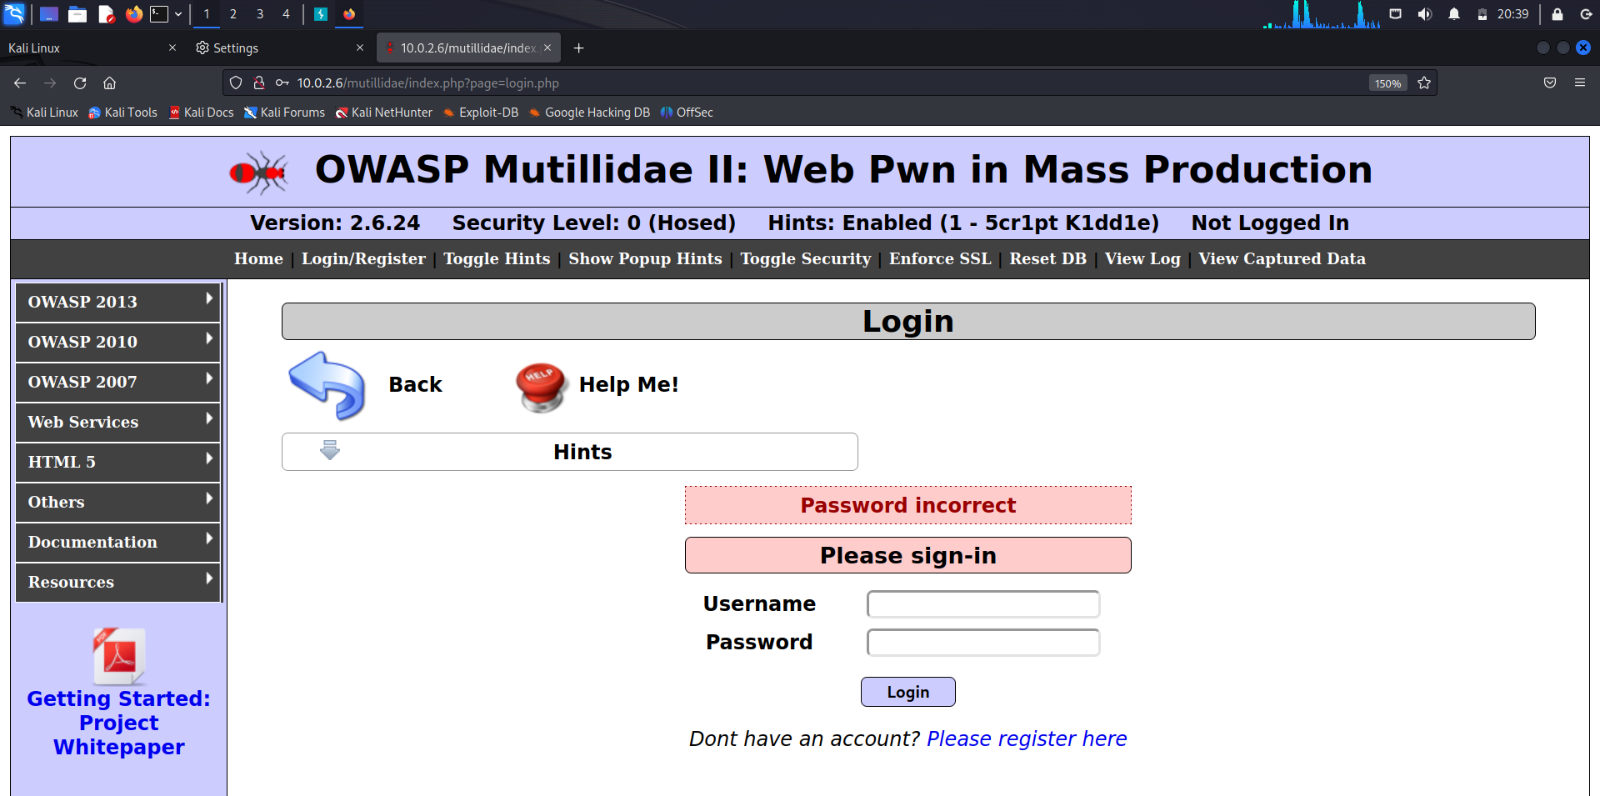 1 2 3 4 20:39
Kali Linux × Settings × 10.0.2.6/mutillidae/index. × +
10.0.2.6/mutillidae/index.php?page=login.php 150%
Kali Linux Kali Tools Kali Docs Kali Forums Kali NetHunter Exploit-DB Google Hacking DB OffSec
OWASP Mutillidae II: Web Pwn in Mass Production
Version: 2.6.24 Security Level: 0 (Hosed) Hints: Enabled (1 - 5cr1pt K1dd1e) Not Logged In
Home | Login/Register | Toggle Hints | Show Popup Hints | Toggle Security | Enforce SSL | Reset DB | View Log | View Captured Data
OWASP 2013
OWASP 2010
OWASP 2007
Web Services
HTML 5
Others
Documentation
Resources
PDF
Getting Started:
Project
Whitepaper
Login
Back
HELP
Help Me!
Hints
Password incorrect
Please sign-in
Username
Password
Login
Dont have an account? Please register here